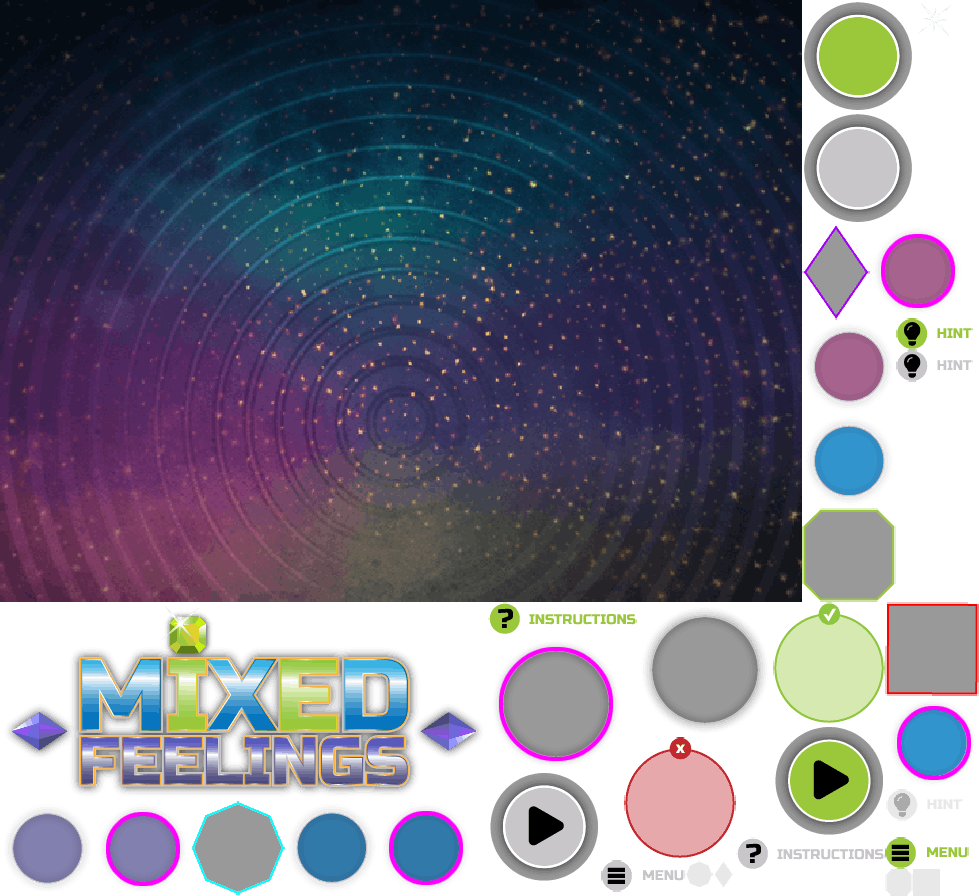 HINT
HINT
? INSTRUCTIONS
MIXED
FEELINGS
x
HINT
? INSTRUCTIONS
MENU
MENU